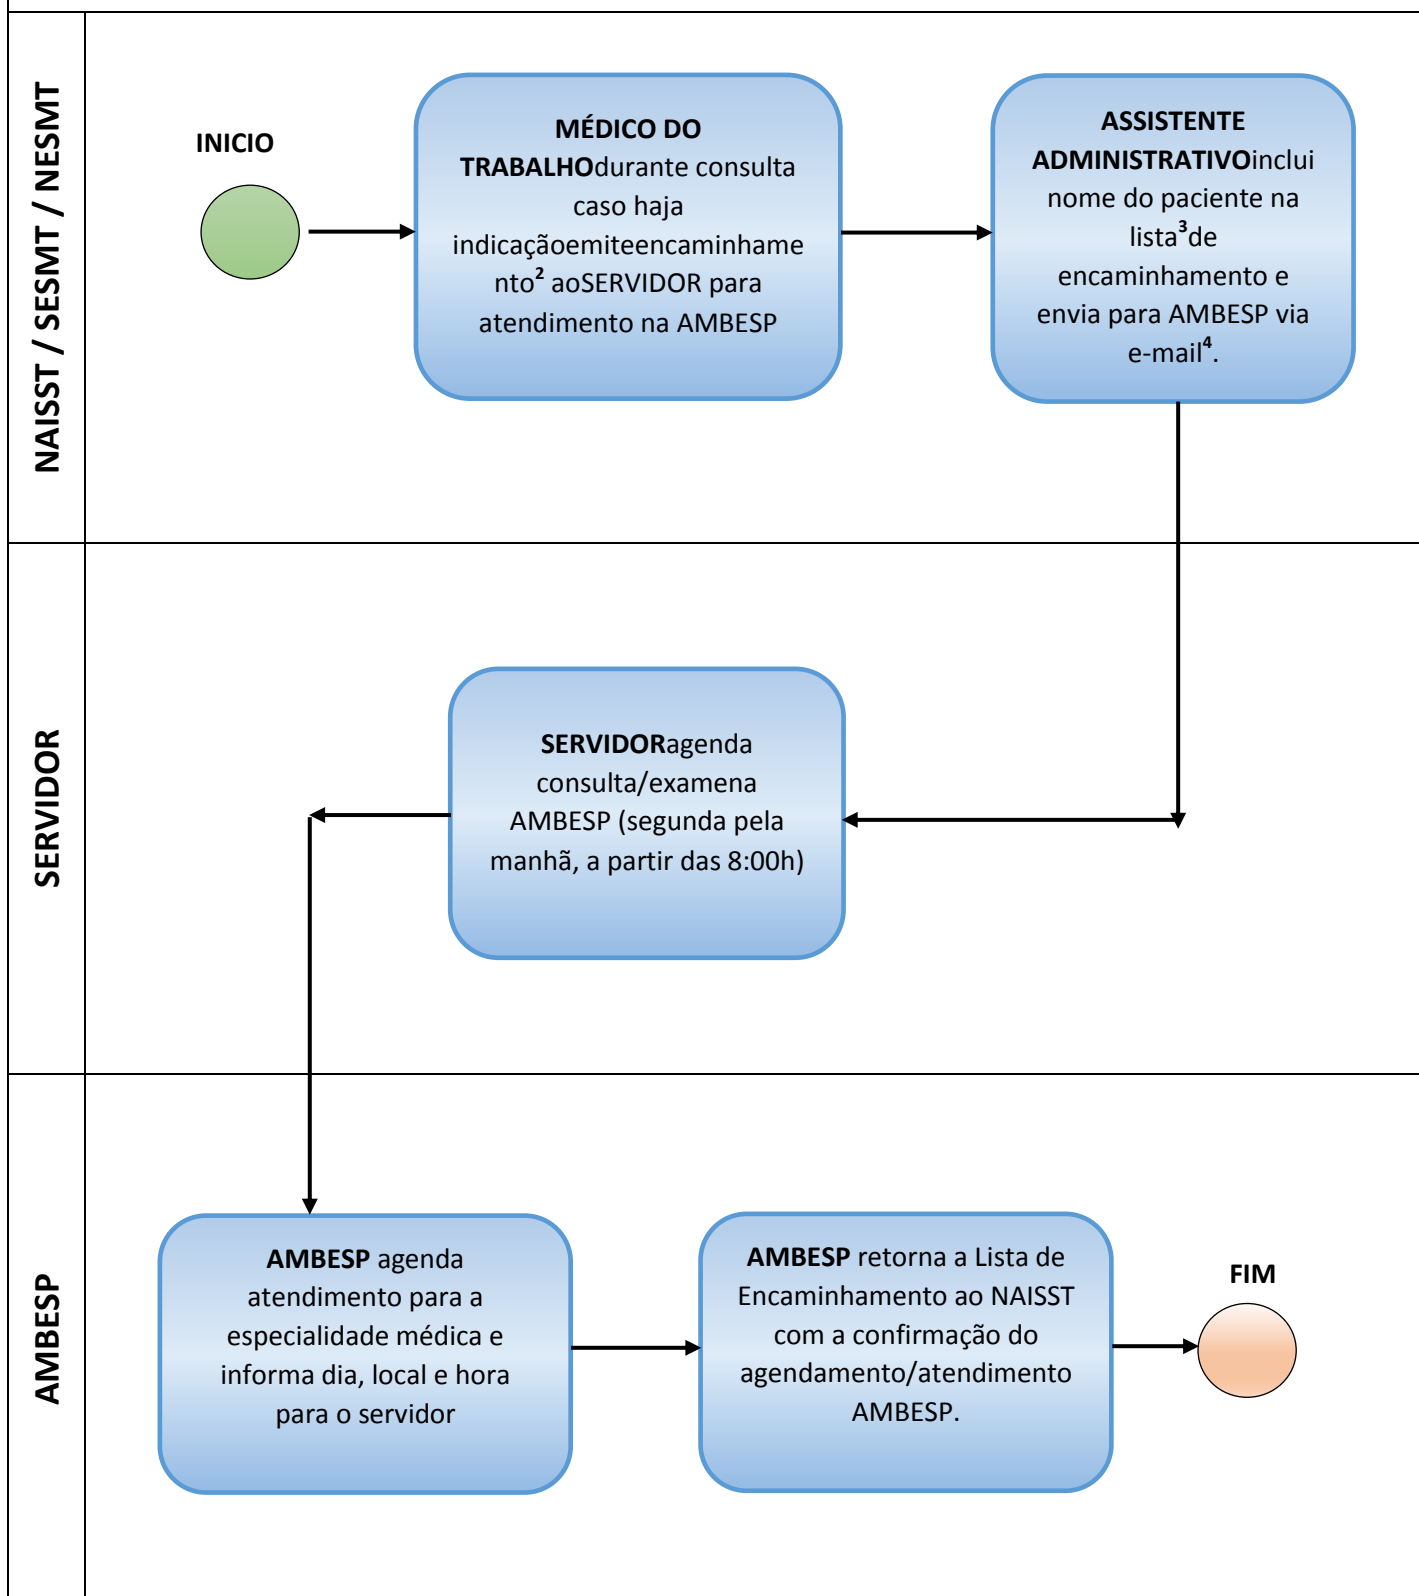 NAISST / SESMT / NESMT
INICIO
MÉDICO DO
TRABALHOdurante consulta
caso haja
indicaçãoemiteencaminhame
nto² aoSERVIDOR para
atendimento na AMBESP
ASSISTENTE
ADMINISTRATIVOinclui
nome do paciente na
lista³de
encaminhamento e
envia para AMBESP via
e-mail⁴.
SERVIDOR
SERVIDORagenda
consulta/examena
AMBESP (segunda pela
manhã, a partir das 8:00h)
AMBESP
AMBESP agenda
atendimento para a
especialidade médica e
informa dia, local e hora
para o servidor
AMBESP retorna a Lista de
Encaminhamento ao NAISST
com a confirmação do
agendamento/atendimento
AMBESP.
FIM